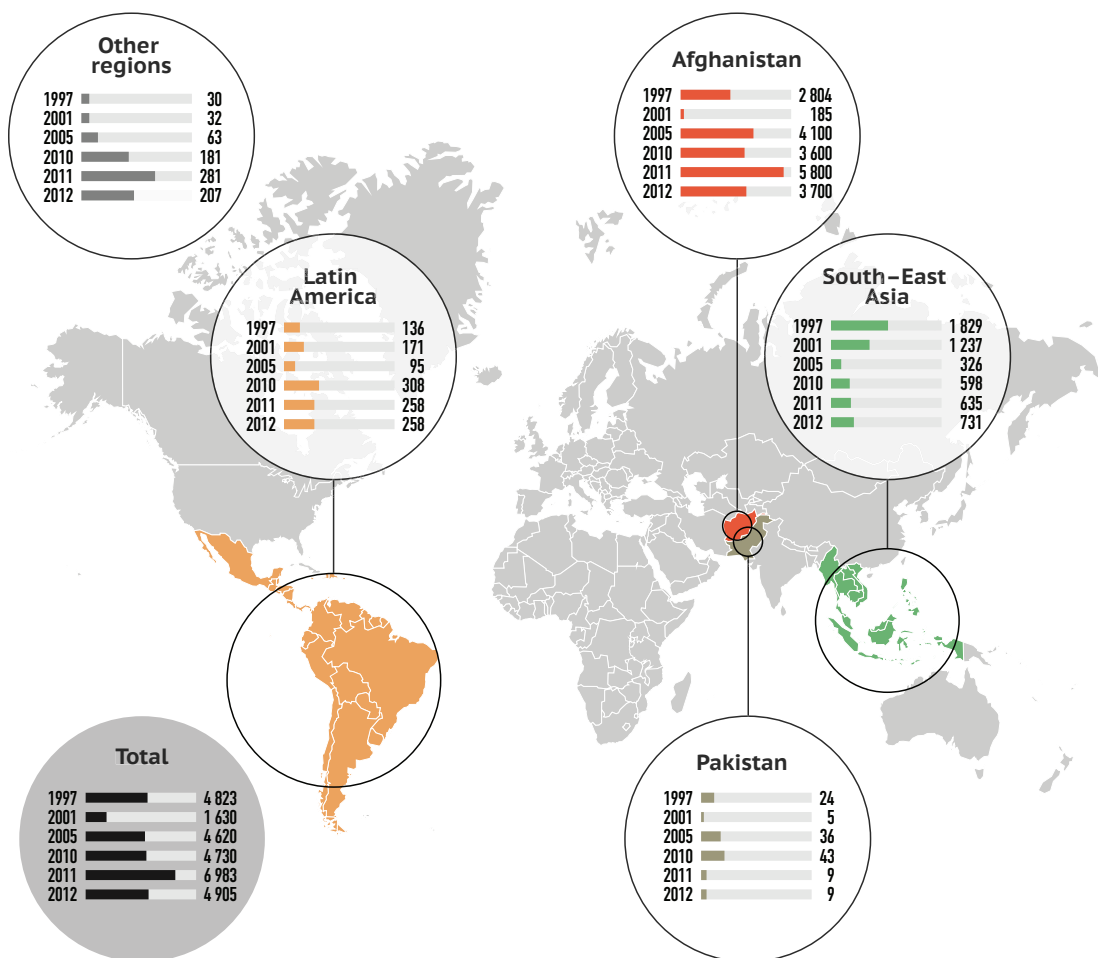 Other
regions
1997 30
2001 32
2005 63
2010 181
2011 281
2012 207
Afghanistan
1997 2 804
2001 185
2005 4 100
2010 3 600
2011 5 800
2012 3 700
Latin
America
1997 136
2001 171
2005 95
2010 308
2011 258
2012 258
South–East
Asia
1997 1 829
2001 1 237
2005 326
2010 598
2011 635
2012 731
Total
1997 4 823
2001 1 630
2005 4 620
2010 4 730
2011 6 983
2012 4 905
Pakistan
1997 24
2001 5
2005 36
2010 43
2011 9
2012 9